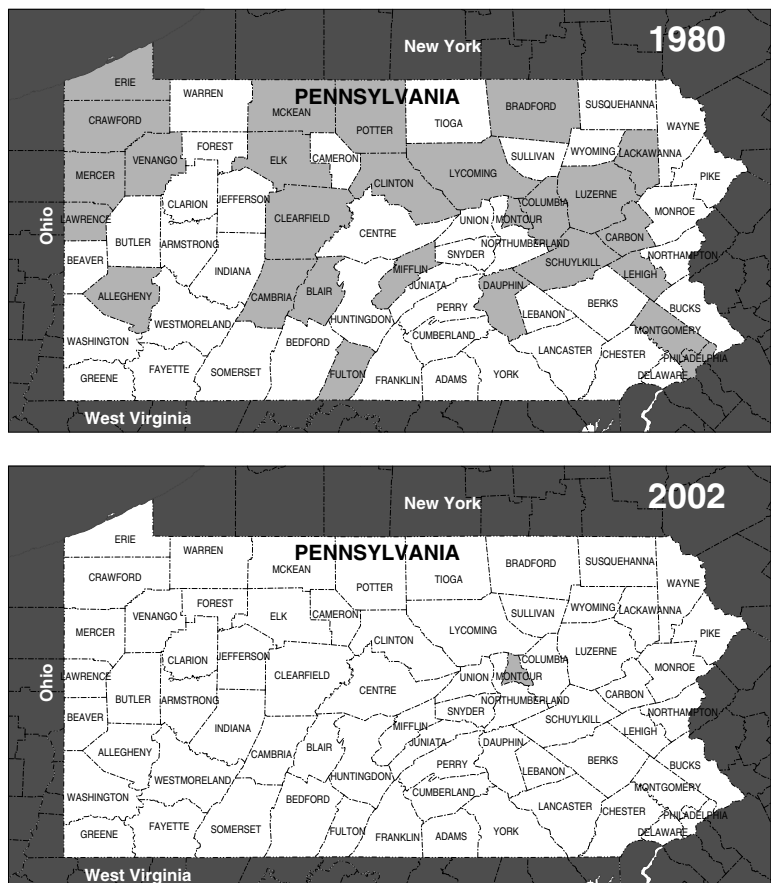 New York 1980
ERIE WARREN MCKEAN PENNSYLVANIA BRADFORD SUSQUEHANNA
CRAWFORD POTTER TIOGA WAYNE
FOREST SULLIVAN WYOMING LACKAWANNA
VENANGO ELK CAMERON
MERCER LYCOMING PIKE
CLINTON LUZERNE
CLARION JEFFERSON COLUMBIA
LAWRENCE CLEARFIELD UNION MONTOUR MONROE
Ohio BUTLER ARMSTRONG CENTRE NORTHUMBERLAND CARBON
BEAVER SNYDER NORTHAMPTON
INDIANA MIFFLIN SCHUYLKILL LEHIGH
ALLEGHENY CAMBRIA BLAIR JUNIATA DAUPHIN
PERRY BERKS BUCKS
WESTMORELAND HUNTINGDON LEBANON
CUMBERLAND MONTGOMERY
WASHINGTON BEDFORD LANCASTER CHESTER PHILADELPHIA
GREENE FAYETTE SOMERSET FULTON FRANKLIN ADAMS YORK DELAWARE
West Virginia
New York 2002
ERIE WARREN MCKEAN PENNSYLVANIA BRADFORD SUSQUEHANNA
CRAWFORD POTTER TIOGA WAYNE
FOREST SULLIVAN WYOMING LACKAWANNA
VENANGO ELK CAMERON
MERCER LYCOMING PIKE
CLINTON LUZERNE
CLARION JEFFERSON COLUMBIA
LAWRENCE CLEARFIELD UNION MONTOUR MONROE
Ohio BUTLER ARMSTRONG CENTRE NORTHUMBERLAND CARBON
BEAVER SNYDER NORTHAMPTON
INDIANA MIFFLIN SCHUYLKILL LEHIGH
ALLEGHENY CAMBRIA BLAIR JUNIATA DAUPHIN
PERRY BERKS BUCKS
WESTMORELAND HUNTINGDON LEBANON
CUMBERLAND MONTGOMERY
WASHINGTON BEDFORD LANCASTER CHESTER PHILADELPHIA
GREENE FAYETTE SOMERSET FULTON FRANKLIN ADAMS YORK DELAWARE
West Virginia